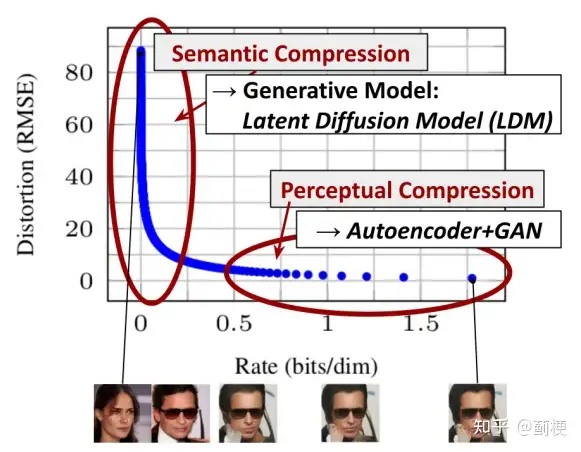 Semantic Compression
→ Generative Model:
Latent Diffusion Model (LDM)
Perceptual Compression
→ Autoencoder+GAN
Distortion (RMSE)
80
60
40
20
0
0
0.5
1
1.5
Rate (bits/dim)
知乎 @蓟梗